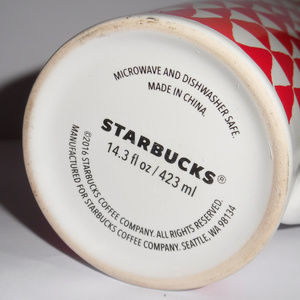 MICROWAVE AND DISHWASHER SAFE.
MADE IN CHINA.
STARBUCKS®
14.3 fl oz / 423 ml
©2016 STARBUCKS COFFEE COMPANY. ALL RIGHTS RESERVED.
MANUFACTURED FOR STARBUCKS COFFEE COMPANY. SEATTLE, WA 98134